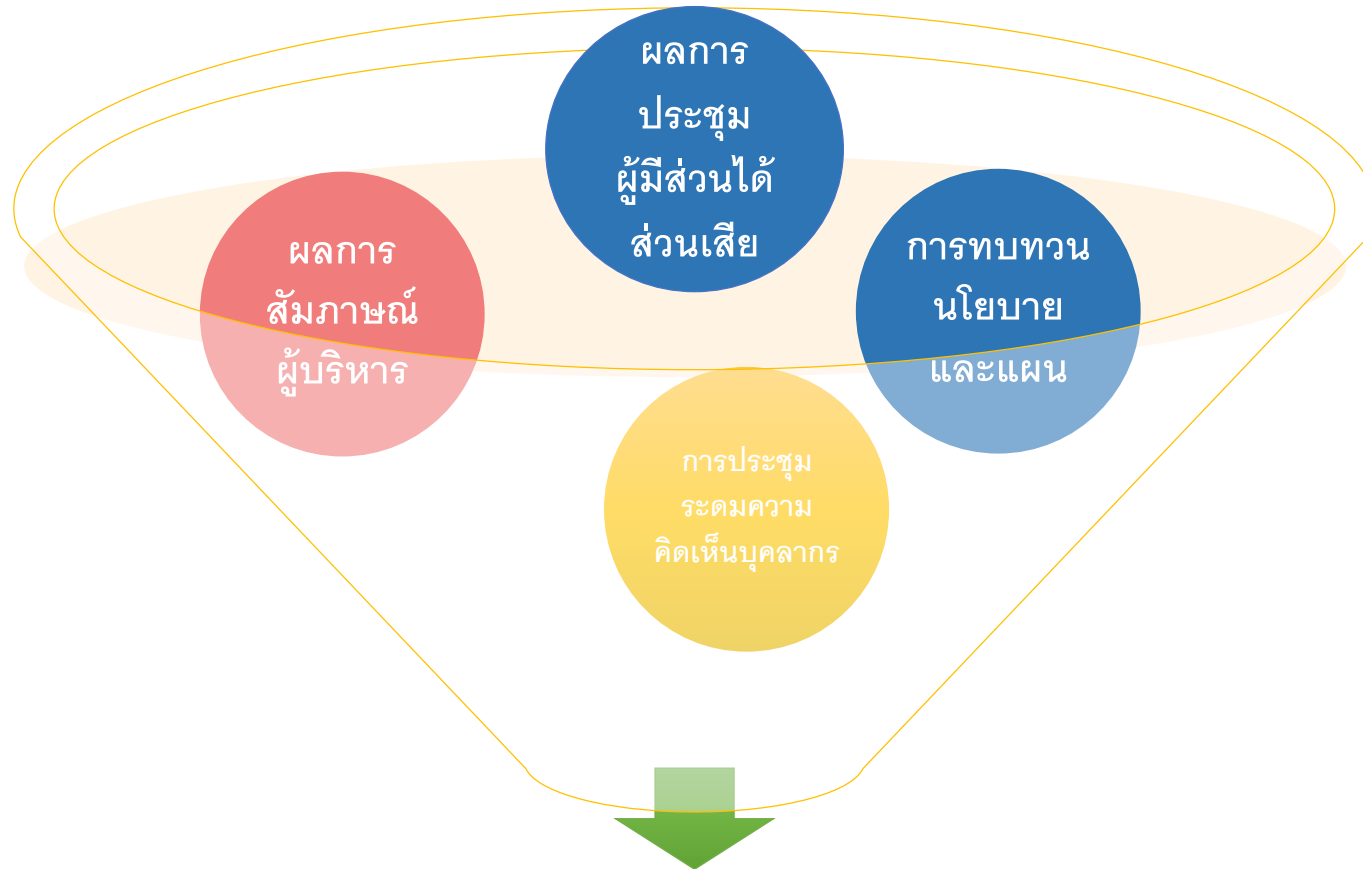 ผลการ
ประชุม
ผู้มีส่วนได้
ส่วนเสีย
ผลการ
สัมภาษณ์
ผู้บริหาร
การทบทวน
นโยบาย
และแผน
การประชุม
ระดมความ
คิดเห็นบุคลากร